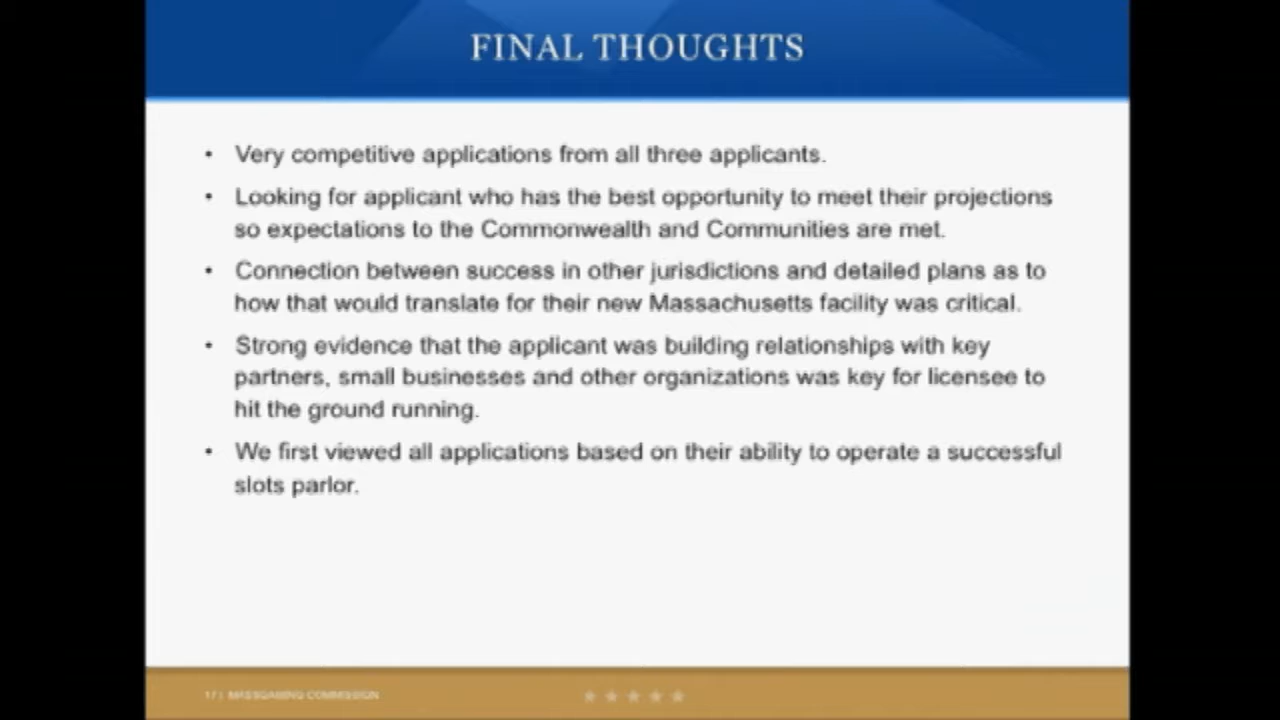 FINAL THOUGHTS
• Very competitive applications from all three applicants.
• Looking for applicant who has the best opportunity to meet their projections
so expectations to the Commonwealth and Communities are met.
• Connection between success in other jurisdictions and detailed plans as to
how that would translate for their new Massachusetts facility was critical.
• Strong evidence that the applicant was building relationships with key
partners, small businesses and other organizations was key for licensee to
hit the ground running.
• We first viewed all applications based on their ability to operate a successful
slots parlor.
17 | MASSGAMING COMMISSION